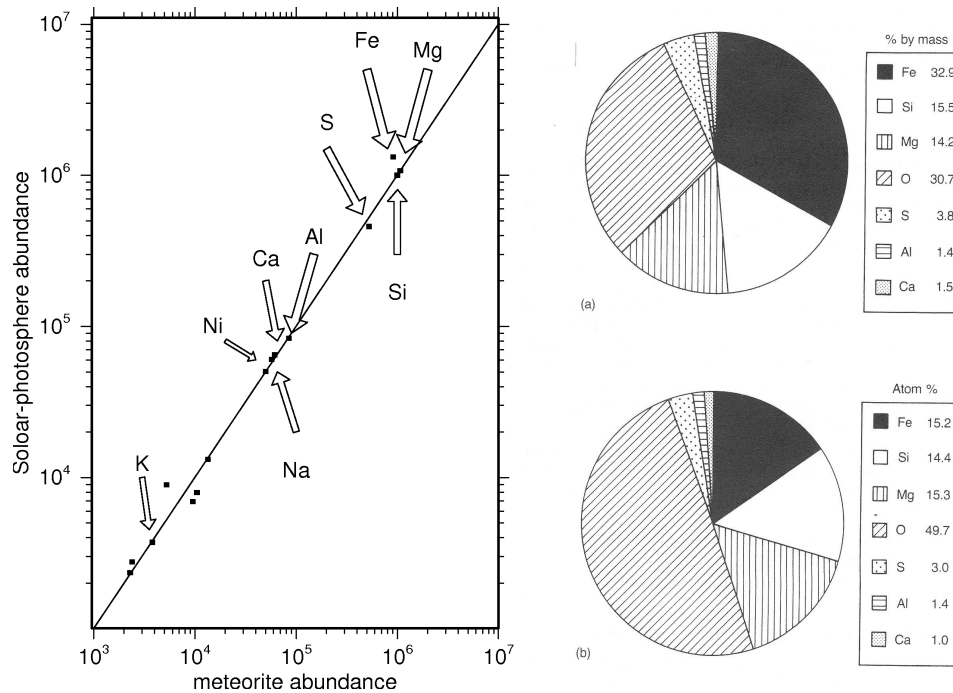 Soloar-photosphere abundance
10^7
10^6
10^5
10^4
Fe
Mg
S
Si
Al
Ca
Ni
Na
K
10^3
10^4
10^5
10^6
10^7
meteorite abundance
% by mass
Fe 32.9
Si 15.5
Mg 14.2
O 30.7
S 3.8
Al 1.4
Ca 1.5
(a)
Atom %
Fe 15.2
Si 14.4
Mg 15.3
O 49.7
S 3.0
Al 1.4
Ca 1.0
(b)